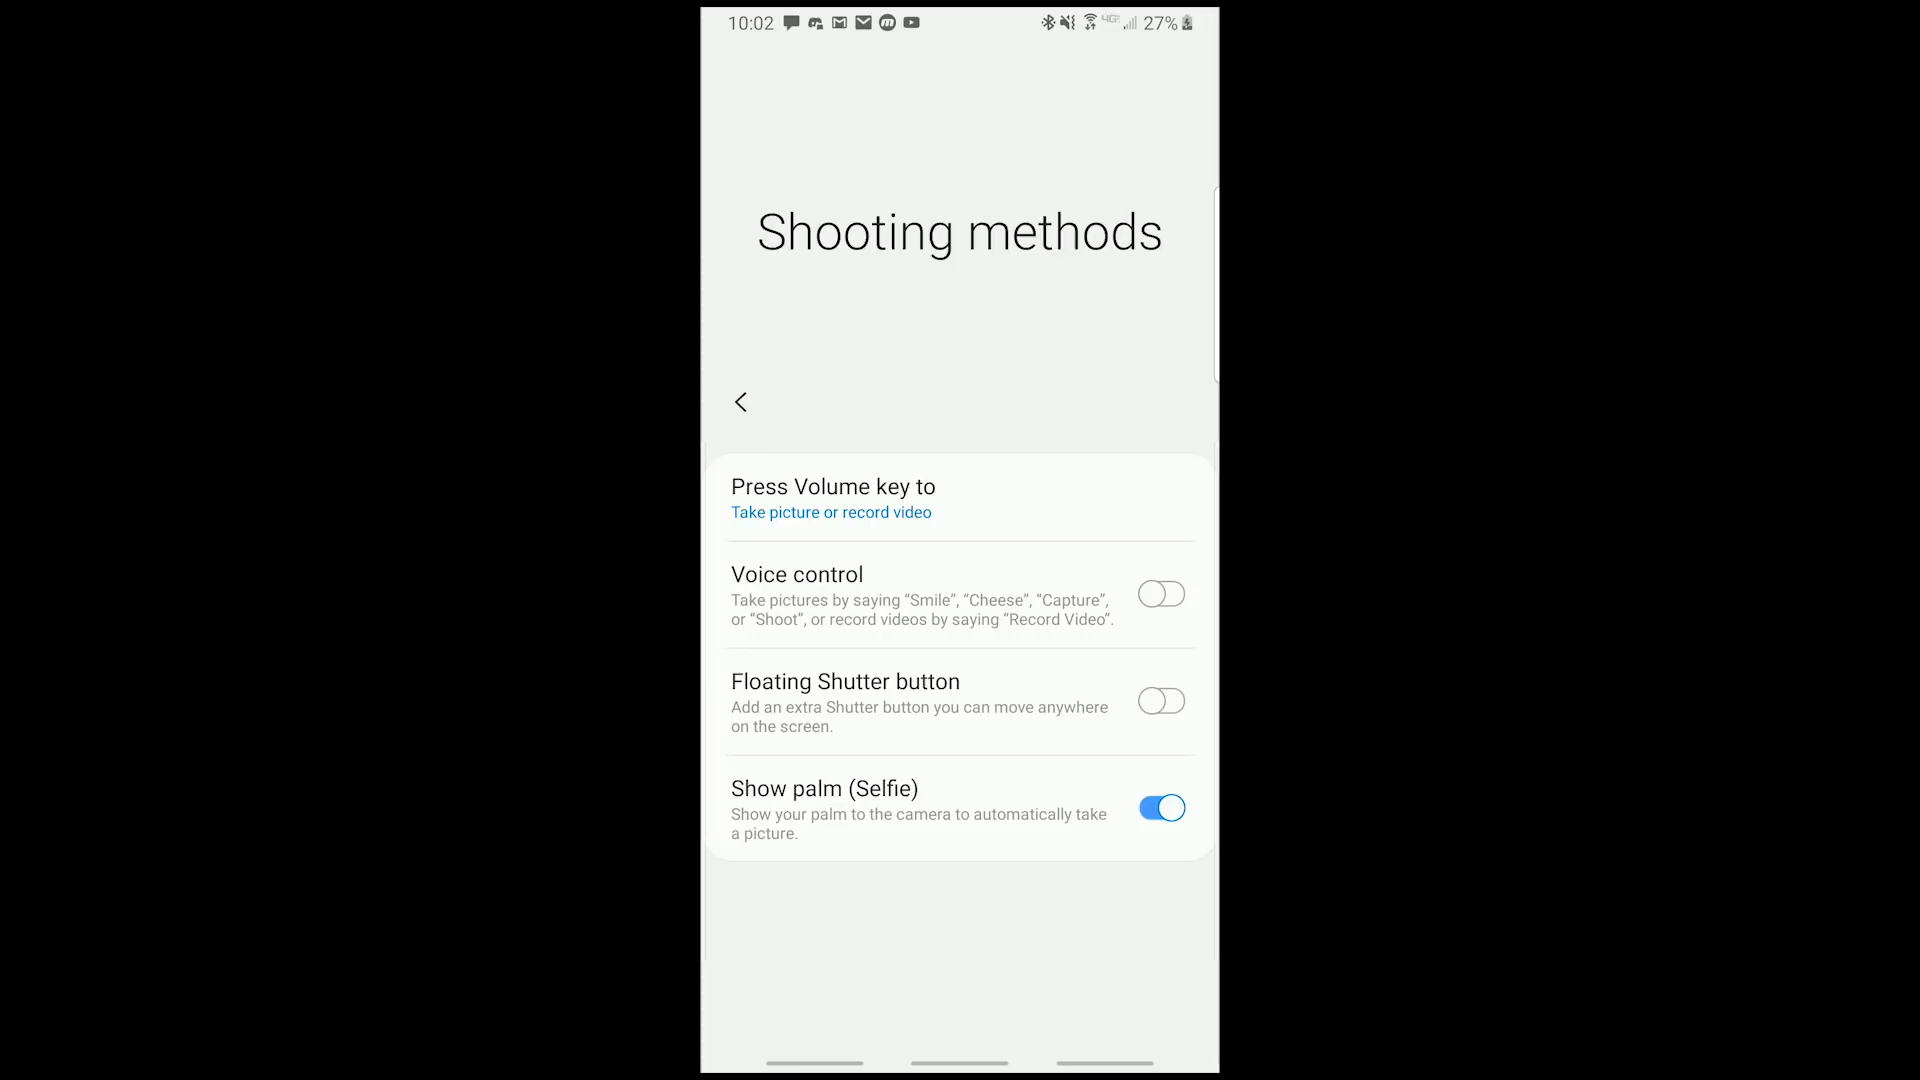 10:02 27%
Shooting methods
Press Volume key to
Take picture or record video
Voice control
Take pictures by saying “Smile”, “Cheese”, “Capture”,
or “Shoot”, or record videos by saying “Record Video”.
Floating Shutter button
Add an extra Shutter button you can move anywhere
on the screen.
Show palm (Selfie)
Show your palm to the camera to automatically take
a picture.